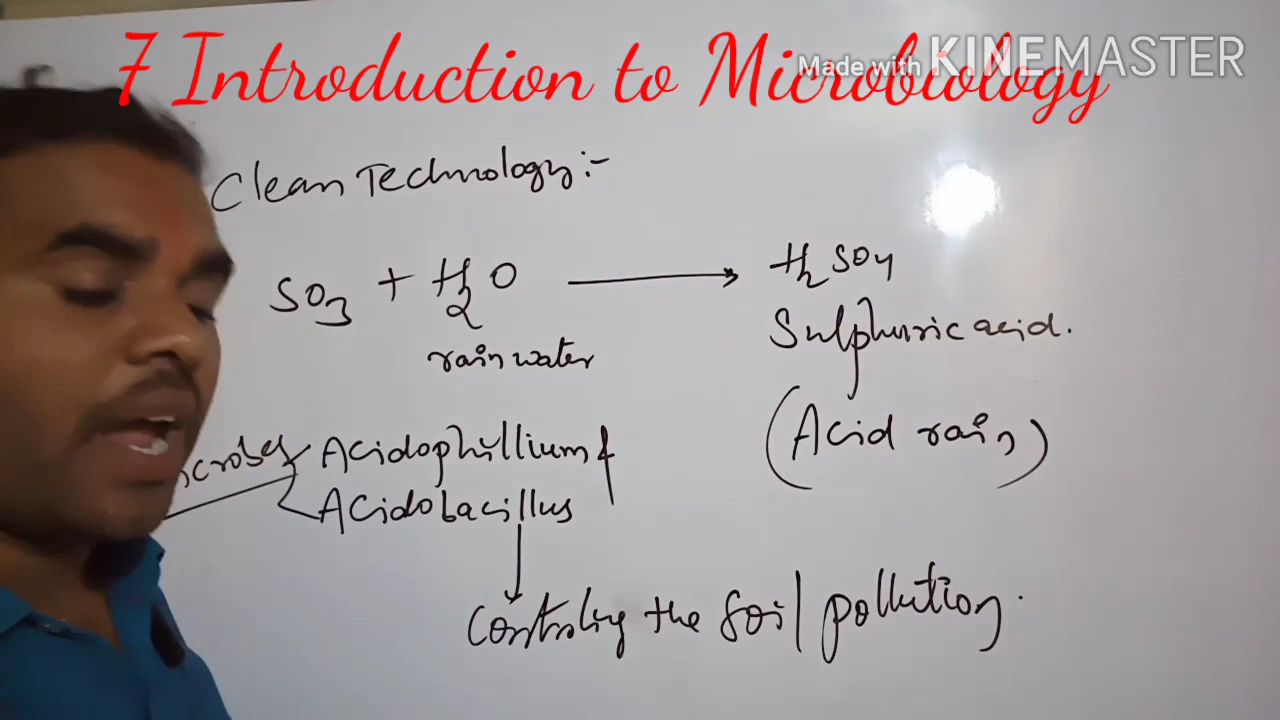 7 Introduction to Microbiology
Made with KINEMASTER
Clean Technology:-
SO3 + H2O → H2SO4
rain water
Sulphuric acid.
(Acid rain)
Acidophillium &
Acidobacillus
the soil pollution.